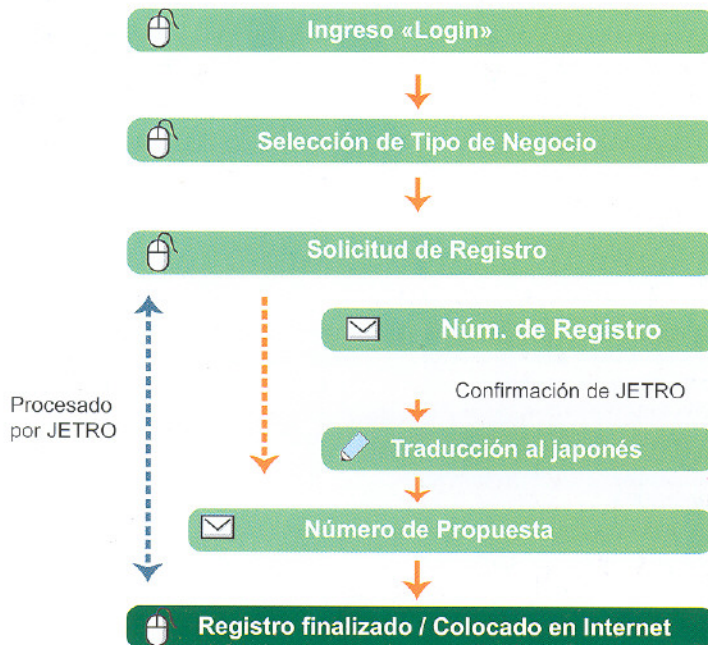 Ingreso «Login»
Selección de Tipo de Negocio
Solicitud de Registro
Núm. de Registro
Confirmación de JETRO
Procesado
por JETRO
Traducción al japonés
Número de Propuesta
Registro finalizado / Colocado en Internet